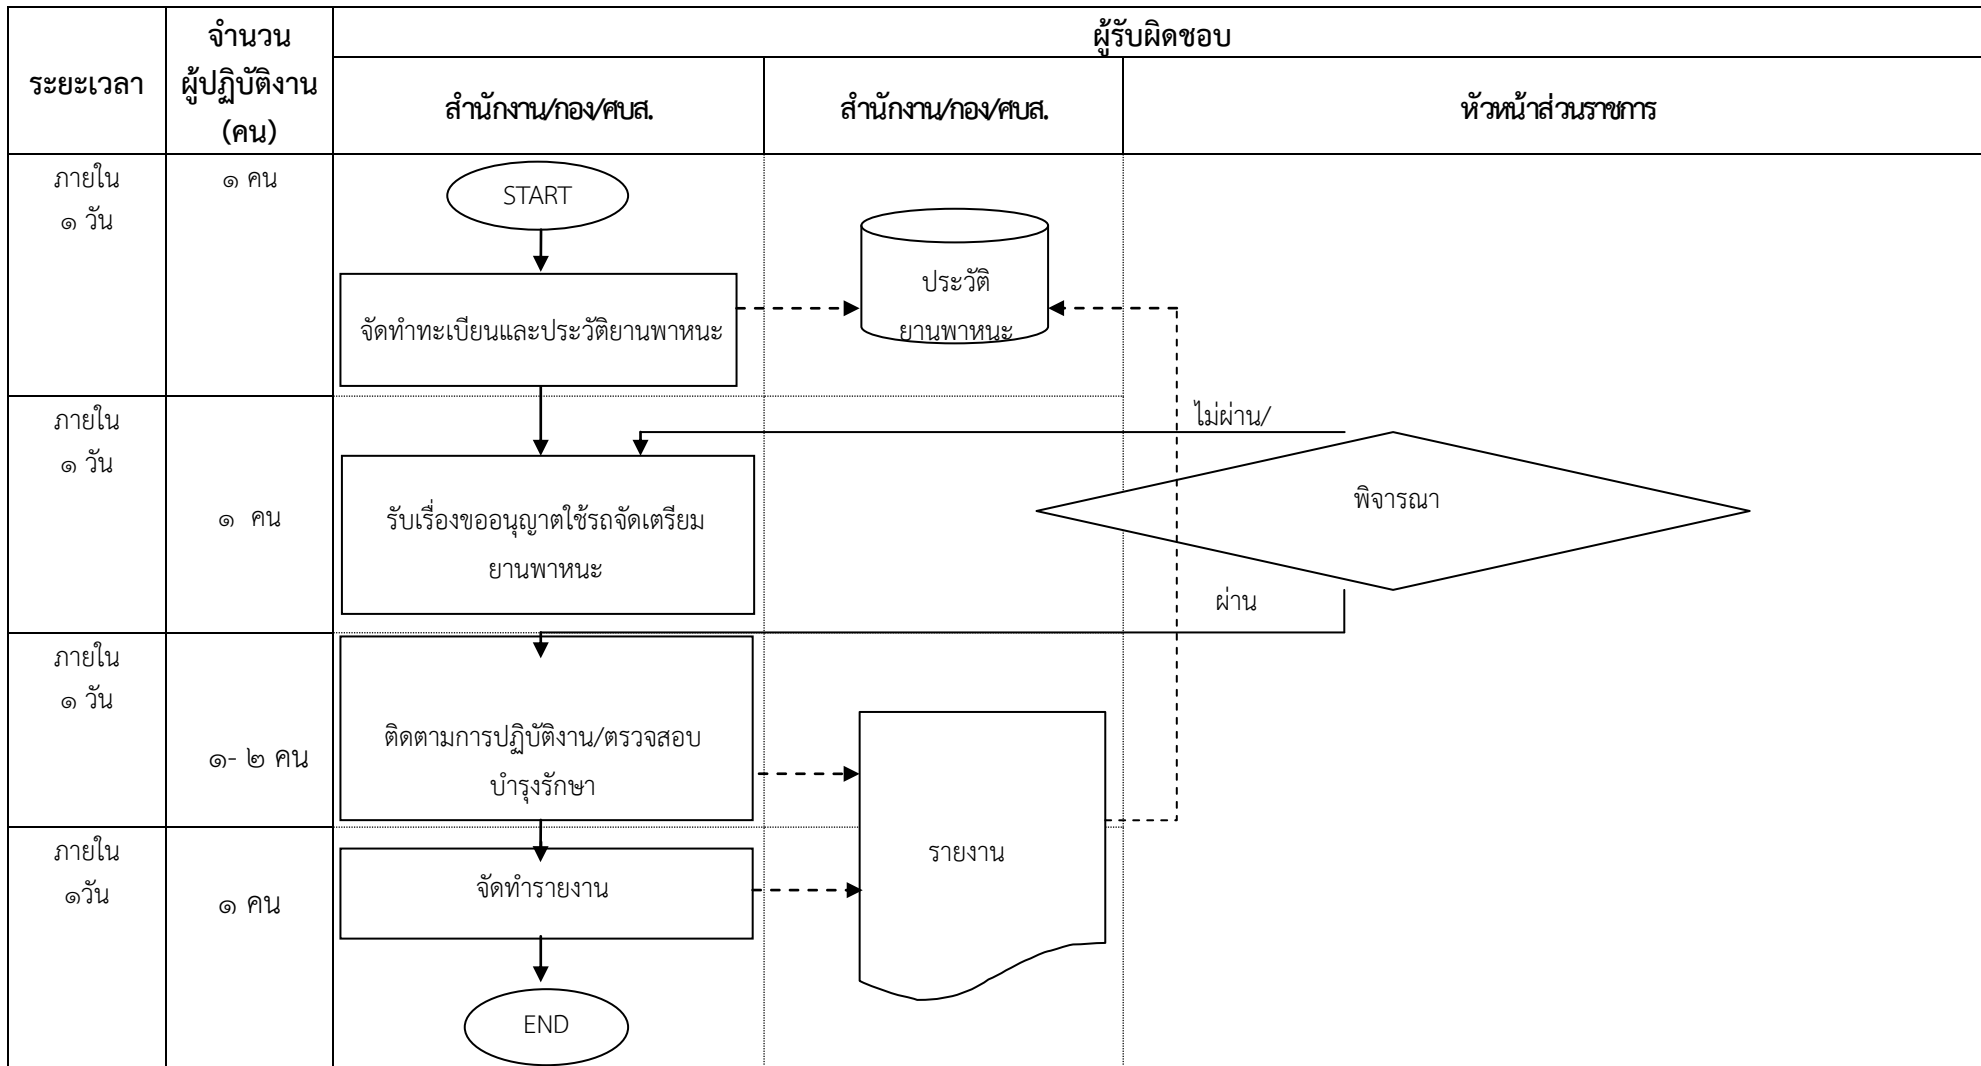 ระยะเวลา
จำนวน
ผู้ปฏิบัติงาน
(คน)
ผู้รับผิดชอบ
สำนักงาน/กอง/ศบส.
สำนักงาน/กอง/ศบส.
หัวหน้าส่วนราชการ
ภายใน
๑ วัน
๑ คน
START
จัดทำทะเบียนและประวัติยานพาหนะ
ประวัติ
ยานพาหนะ
ภายใน
๑ วัน
๑ คน
รับเรื่องขออนุญาตใช้รถจัดเตรียม
ยานพาหนะ
ไม่ผ่าน/
พิจารณา
ผ่าน
ภายใน
๑ วัน
๑- ๒ คน
ติดตามการปฏิบัติงาน/ตรวจสอบ
บำรุงรักษา
รายงาน
ภายใน
๑วัน
๑ คน
จัดทำรายงาน
END